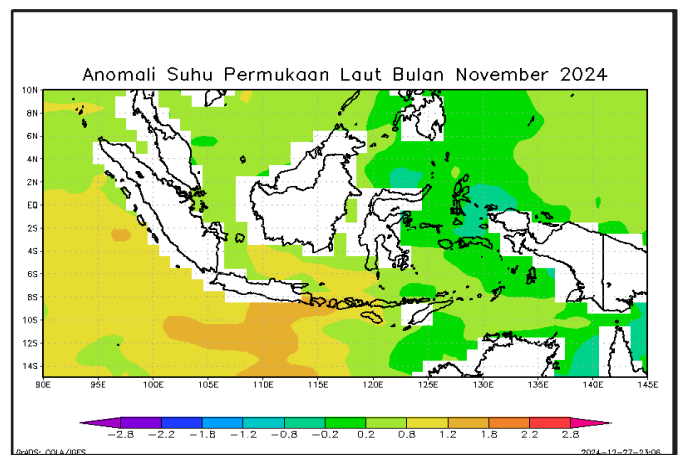 Anomali Suhu Permukaan Laut Bulan November 2024
10N
8N
6N
4N
2N
EQ
2S
4S
6S
8S
10S
12S
14S
90E 95E 100E 105E 110E 115E 120E 125E 130E 135E 140E 145E
-2.8 -2.2 -1.8 -1.2 -0.8 -0.2 0.2 0.8 1.2 1.8 2.2 2.8
GrADS: COLA/IGES 2024-12-27-23:06